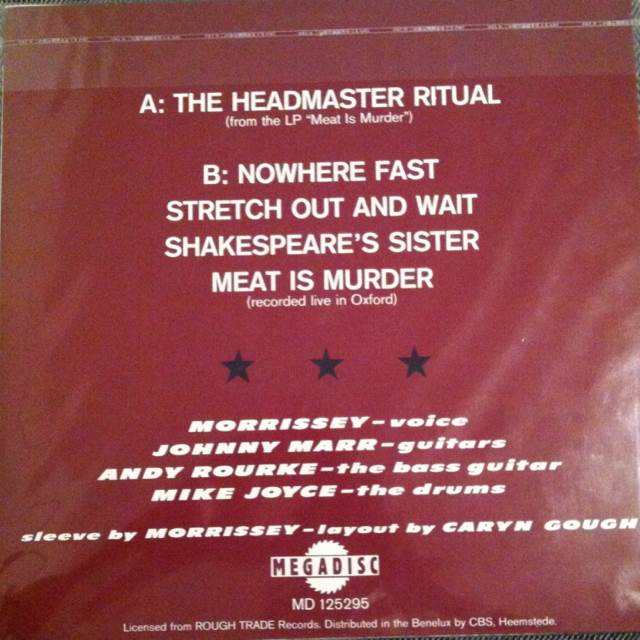 A: THE HEADMASTER RITUAL
(from the LP "Meat Is Murder")
B: NOWHERE FAST
STRETCH OUT AND WAIT
SHAKESPEARE'S SISTER
MEAT IS MURDER
(recorded live in Oxford)
MORRISSEY-voice
JOHNNY MARR-guitars
ANDY ROURKE-the bass guitar
MIKE JOYCE-the drums
sleeve by MORRISSEY-layout by CARYN GOUGH
MEGADISC
MD 125295
Licensed from ROUGH TRADE Records. Distributed in the Benelux by CBS, Heemstede.